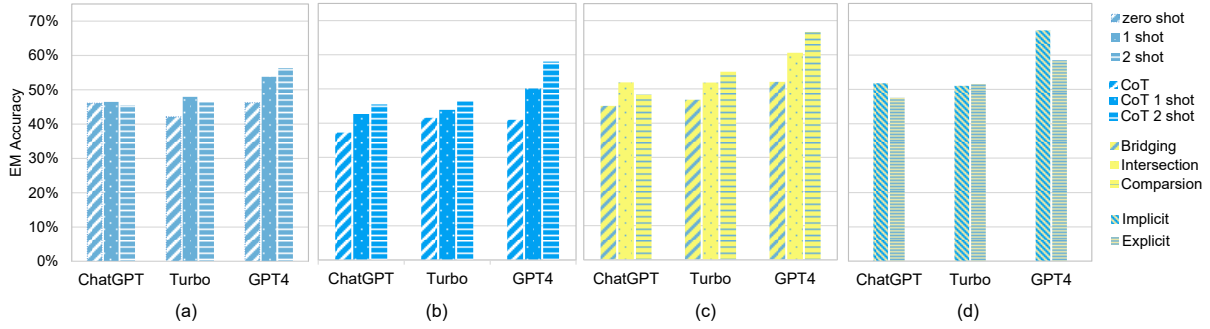 EM Accuracy
70%
60%
50%
40%
30%
20%
10%
0%
ChatGPT Turbo GPT4
(a)
ChatGPT Turbo GPT4
(b)
ChatGPT Turbo GPT4
(c)
ChatGPT Turbo GPT4
(d)
zero shot
1 shot
2 shot
CoT
CoT 1 shot
CoT 2 shot
Bridging
Intersection
Comparsion
Implicit
Explicit